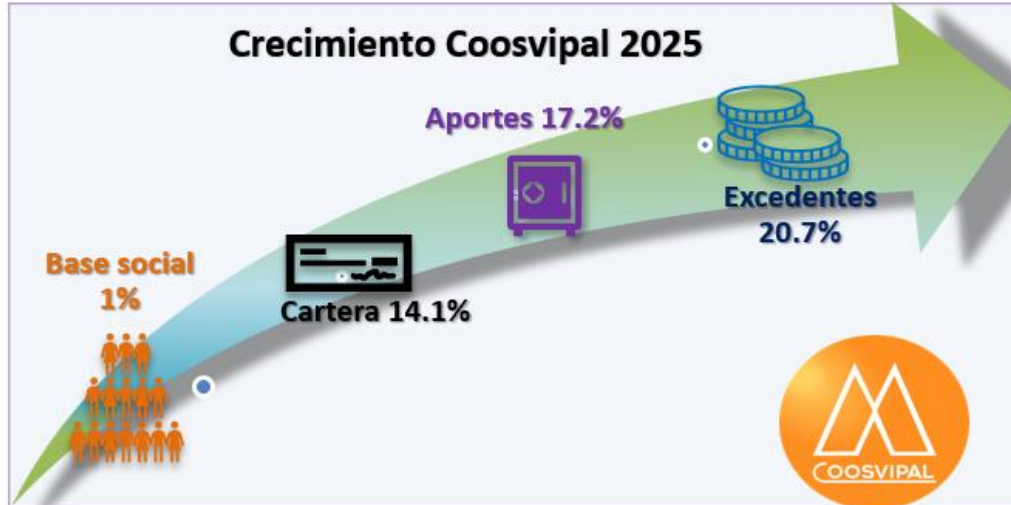 Crecimiento Coosvipal 2025
Aportes 17.2%
Excedentes
20.7%
Base social
1%
Cartera 14.1%
COOSVIPAL